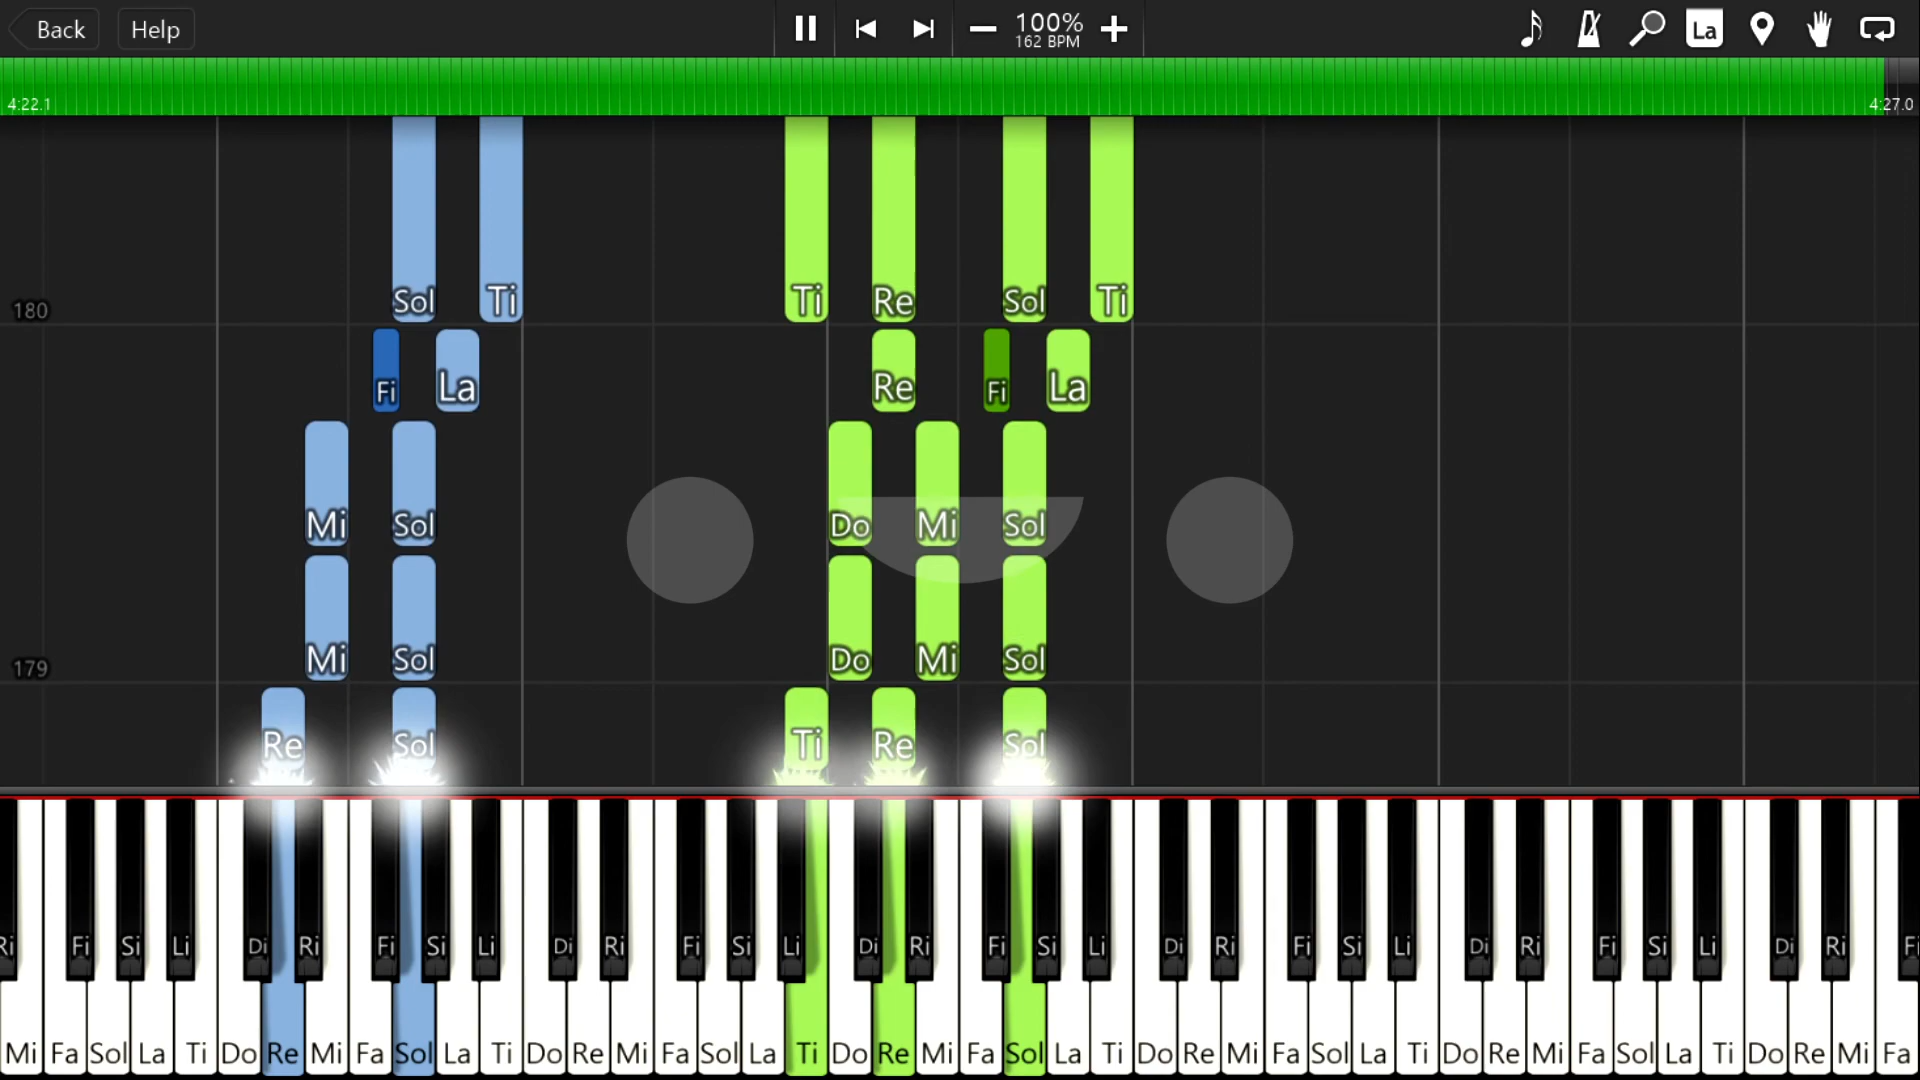 Back Help 100% La
162 BPM
4:22.1 4:27.0
180 Sol Ti Ti Re Sol Ti
Fi La Re Fi La
Mi Sol Do Mi Sol
179 Mi Sol Do Mi Sol
Re Sol Ti Re Sol
Ri Fi Si Li Di Ri Fi Si Li Di Ri Fi Si Li Di Ri Fi Si Li Di Ri Fi Si Li Di Ri Fi Si Li Di Ri Fi
Mi Fa Sol La Ti Do Re Mi Fa Sol La Ti Do Re Mi Fa Sol La Ti Do Re Mi Fa Sol La Ti Do Re Mi Fa Sol La Ti Do Re Mi Fa Sol La Ti Do Re Mi Fa